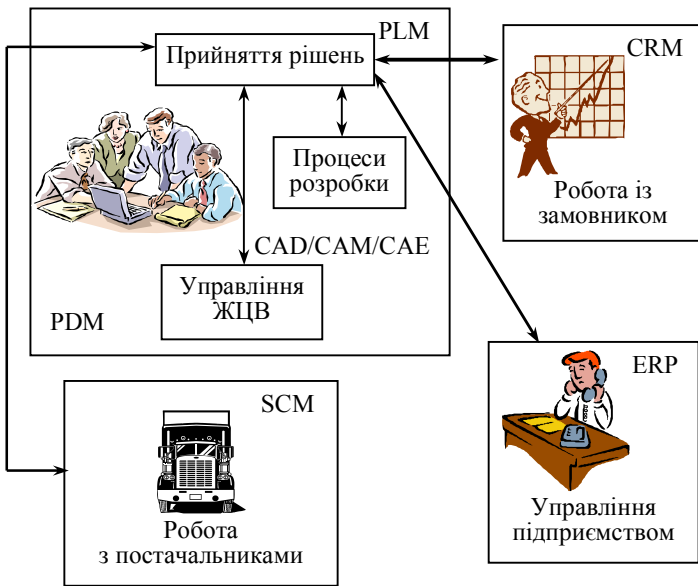 PLM
Прийняття рішень
Процеси
розробки
CAD/CAM/CAE
Управління
ЖЦВ
PDM
CRM
Робота із
замовником
SCM
Робота
з постачальниками
ERP
Управління
підприємством